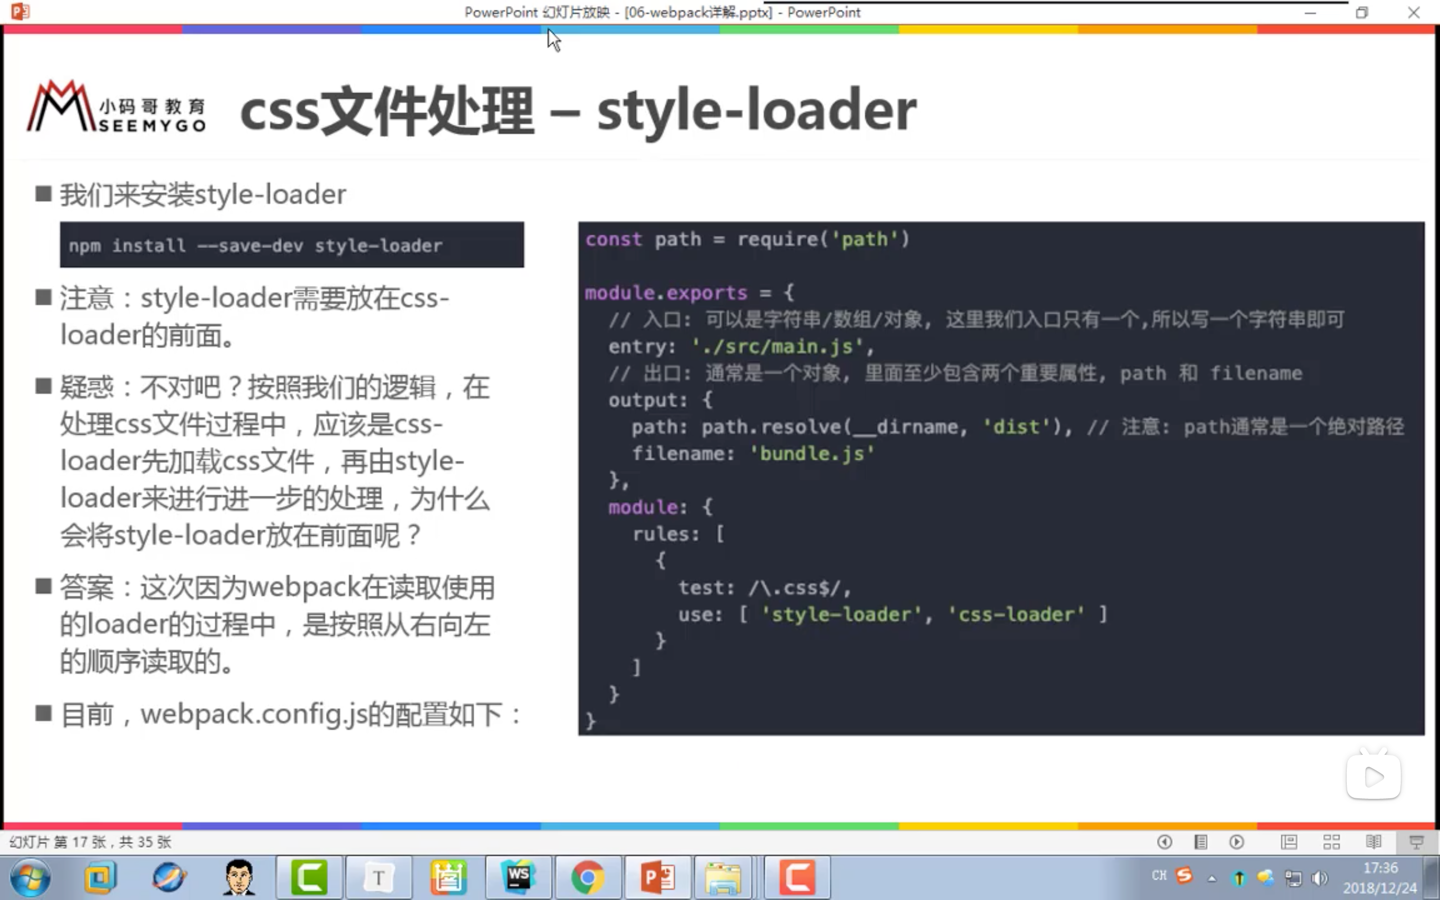 PowerPoint 幻灯片放映 - [06-webpack详解.pptx] - PowerPoint
小码哥教育
SEEMYGO
css文件处理 – style-loader
■ 我们来安装style-loader
npm install --save-dev style-loader
■ 注意：style-loader需要放在css-
loader的前面。
■ 疑惑：不对吧？按照我们的逻辑，在
处理css文件过程中，应该是css-
loader先加载css文件，再由style-
loader来进行进一步的处理，为什么
会将style-loader放在前面呢？
■ 答案：这次因为webpack在读取使用
的loader的过程中，是按照从右向左
的顺序读取的。
■ 目前，webpack.config.js的配置如下：
const path = require('path')
module.exports = {
// 入口: 可以是字符串/数组/对象, 这里我们入口只有一个,所以写一个字符串即可
entry: './src/main.js',
// 出口: 通常是一个对象, 里面至少包含两个重要属性, path 和 filename
output: {
path: path.resolve(__dirname, 'dist'), // 注意: path通常是一个绝对路径
filename: 'bundle.js'
},
module: {
rules: [
{
test: /\.css$/,
use: [ 'style-loader', 'css-loader' ]
}
]
}
}
幻灯片 第 17 张，共 35 张
T
WS
CH
17:36
2018/12/24